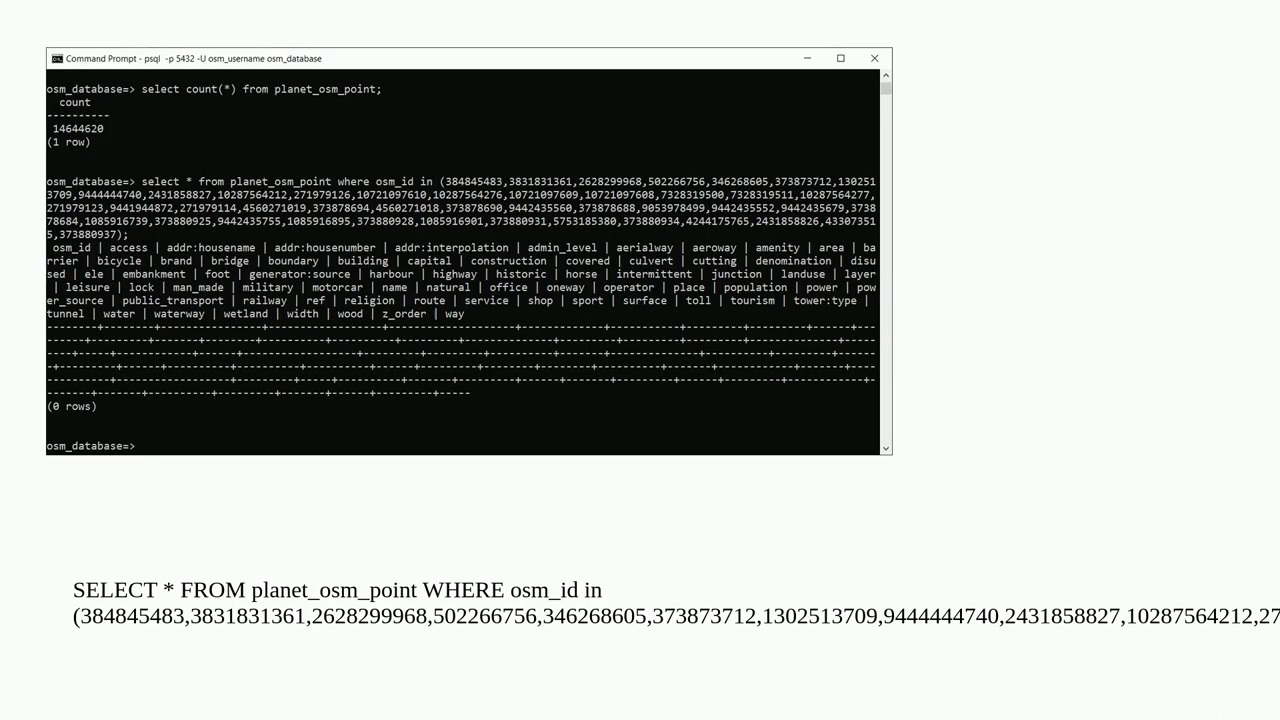 Command Prompt - psql  -p 5432 -U osm_username osm_database
osm_database=> select count(*) from planet_osm_point;
count
----------
14644620
(1 row)
osm_database=> select * from planet_osm_point where osm_id in (384845483,3831831361,2628299968,502266756,346268605,373873712,130251
3709,9444444740,2431858827,10287564212,271979126,10721097610,10287564276,10721097609,10721097608,7328319500,7328319511,10287564277,
271979123,9441944872,271979114,4560271019,373878694,4560271018,373878690,9442435560,373878688,9053978499,9442435552,9442435679,3738
78684,1085916739,373880925,9442435755,1085916895,373880928,1085916901,373880931,5753185380,373880934,4244175765,2431858826,43307351
5,373880937);
osm_id | access | addr:housename | addr:housenumber | addr:interpolation | admin_level | aerialway | aeroway | amenity | area | ba
rrier | bicycle | brand | bridge | boundary | building | capital | construction | covered | culvert | cutting | denomination | disu
sed | ele | embankment | foot | generator:source | harbour | highway | historic | horse | intermittent | junction | landuse | layer
| leisure | lock | man_made | military | motorcar | name | natural | office | oneway | operator | place | population | power | pow
er_source | public_transport | railway | ref | religion | route | service | shop | sport | surface | toll | tourism | tower:type |
tunnel | water | waterway | wetland | width | wood | z_order | way
--------+--------+----------------+------------------+--------------------+-------------+-----------+---------+---------+------+---
------+---------+-------+--------+----------+----------+---------+--------------+---------+---------+---------+--------------+-----
----+-----+------------+------+------------------+---------+---------+----------+-------+--------------+----------+---------+------
-+---------+------+----------+----------+----------+------+---------+--------+--------+----------+-------+------------+-------+----
----------+------------------+---------+-----+----------+-------+---------+------+-------+---------+------+---------+------------+-
-------+-------+----------+---------+-------+------+---------+-----
(0 rows)
osm_database=>
SELECT * FROM planet_osm_point WHERE osm_id in
(384845483,3831831361,2628299968,502266756,346268605,373873712,1302513709,9444444740,2431858827,10287564212,27